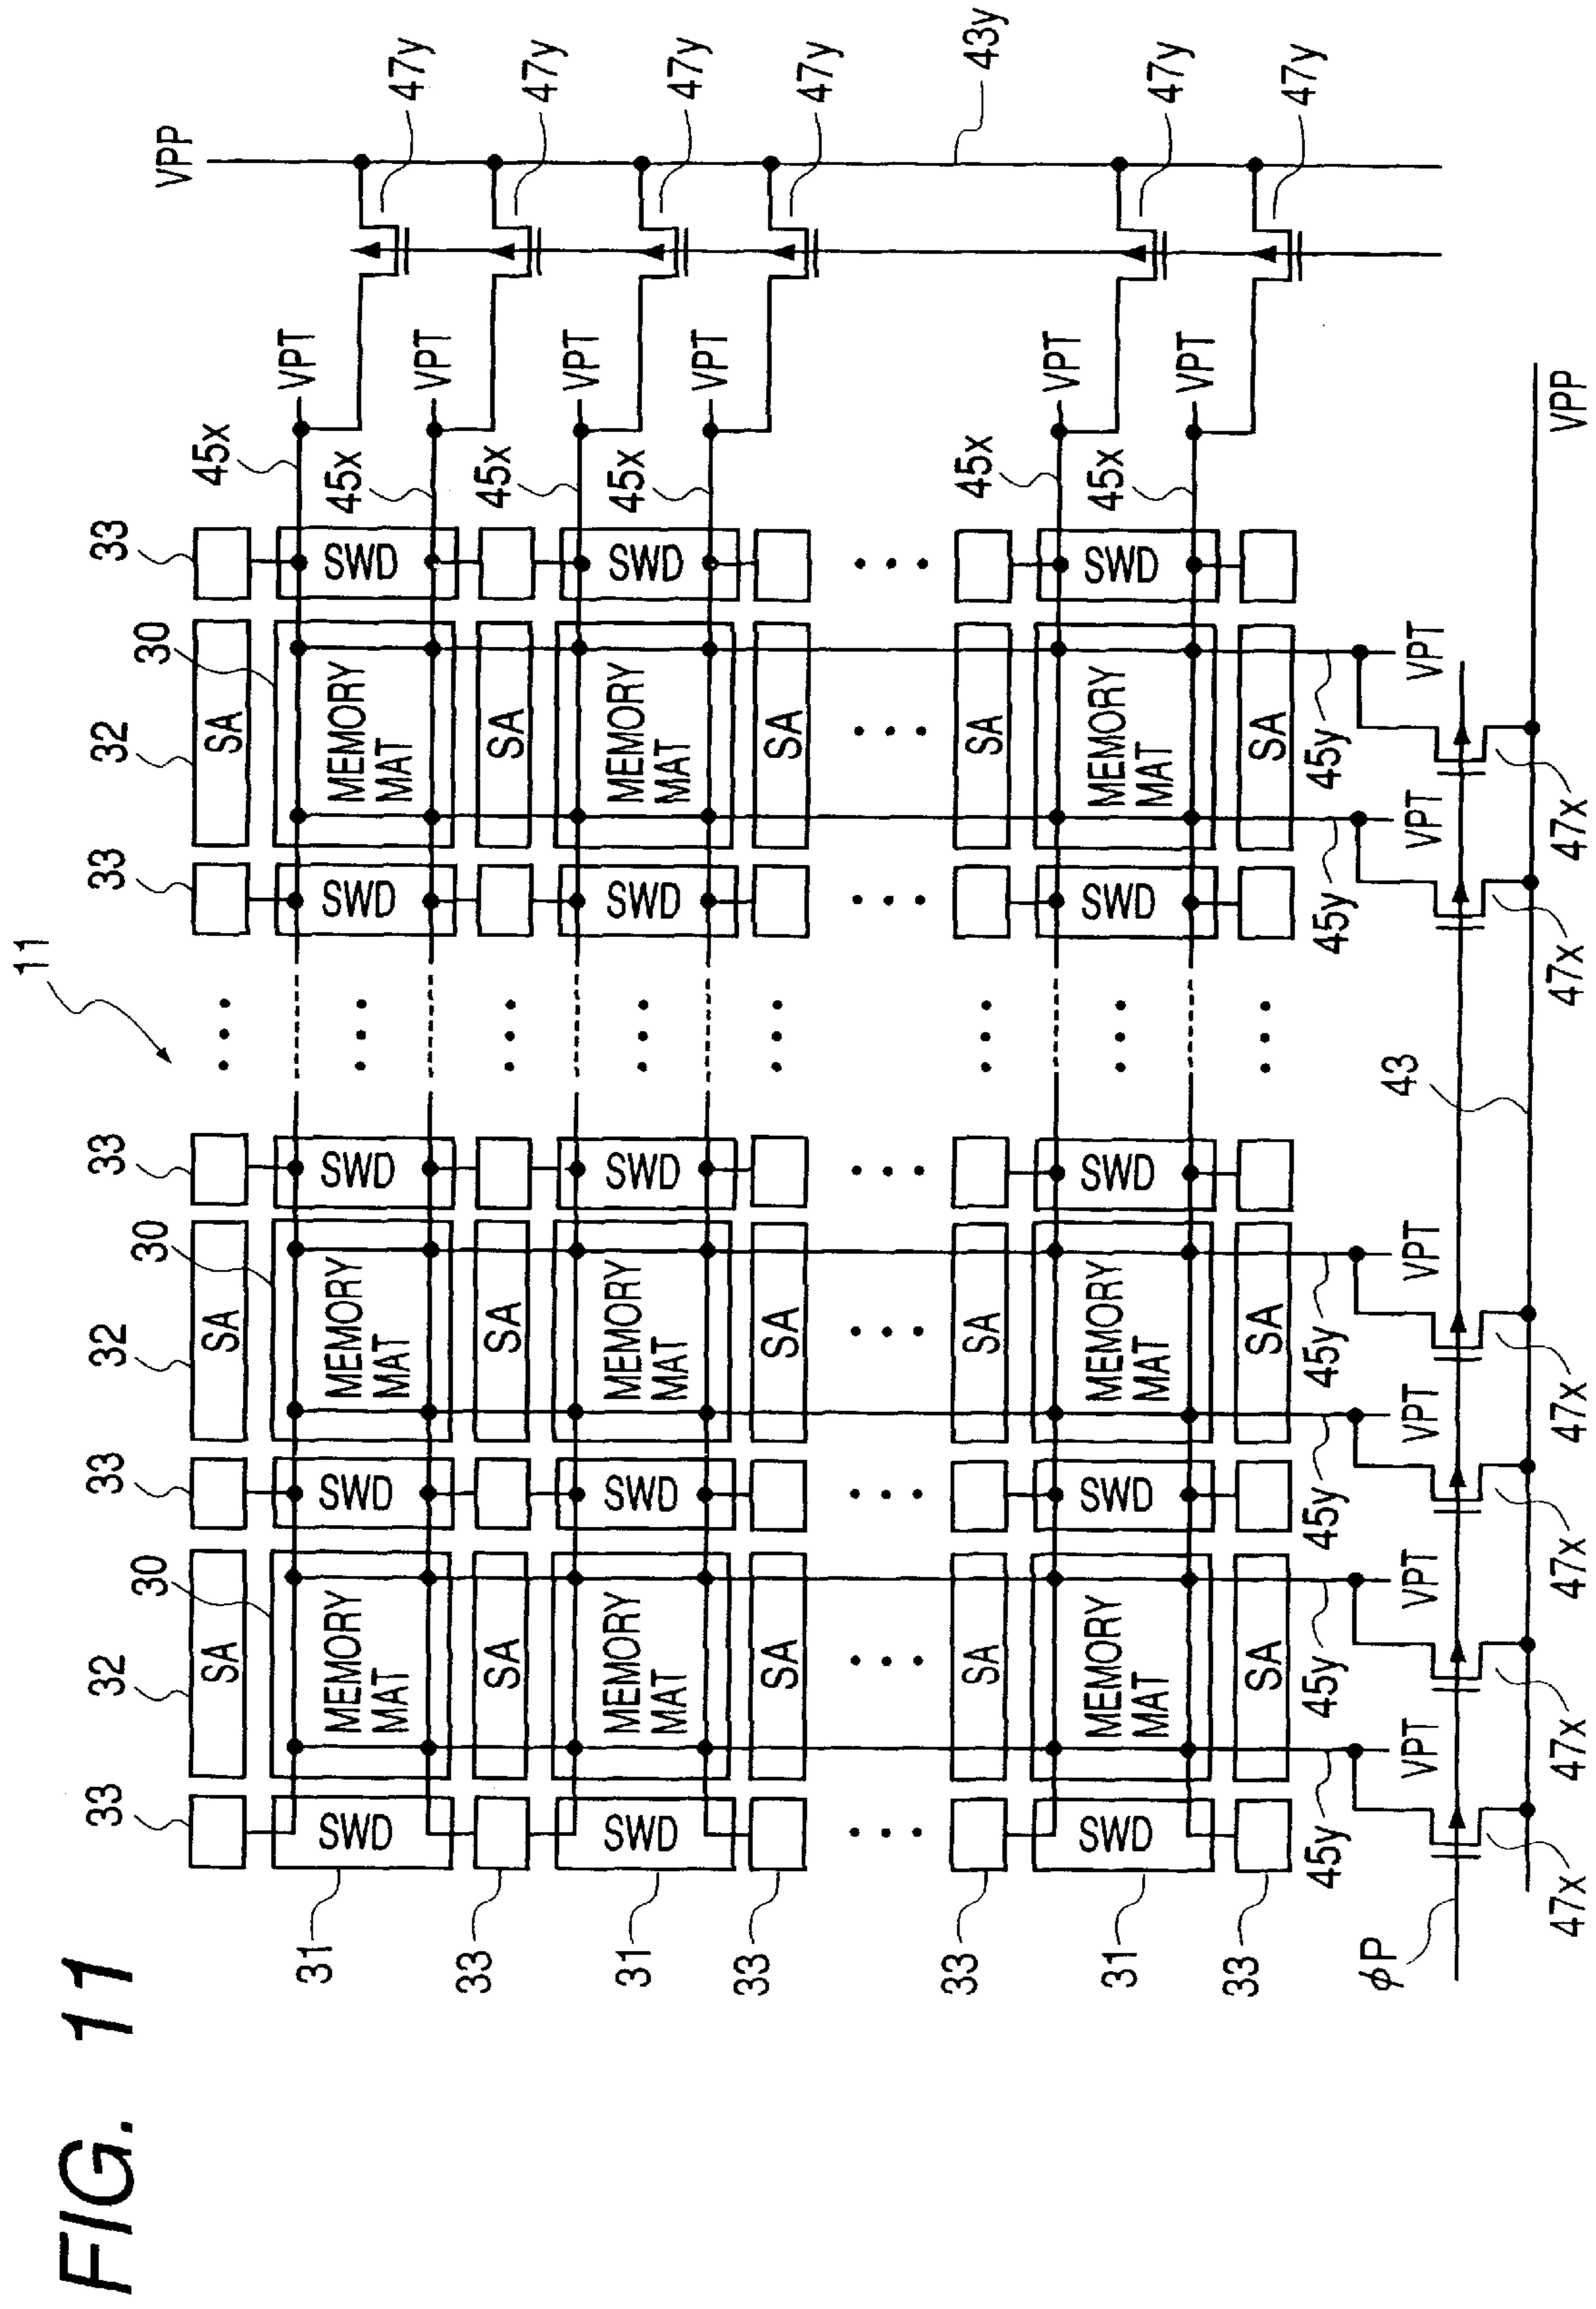 FIG. 11
11
33 32 33 32 33 33 32 33
30 30 30 VPP
SA SA SA 45x
31 SWD MEMORY MAT SWD MEMORY MAT SWD SWD MEMORY MAT SWD VPT
45x 47y
VPT
33 SA SA SA 45x 47y
31 SWD MEMORY MAT SWD MEMORY MAT SWD SWD MEMORY MAT SWD VPT
45x 47y
VPT
33 SA SA SA 47y
43y
33 SA SA SA 45x
31 SWD MEMORY MAT SWD MEMORY MAT SWD SWD MEMORY MAT SWD VPT
45x 47y
VPT
33 SA SA SA 47y
45y 45y 45y 45y 45y 45y
φP VPT VPT VPT VPT 43 VPT VPT
47x 47x 47x 47x 47x 47x VPP